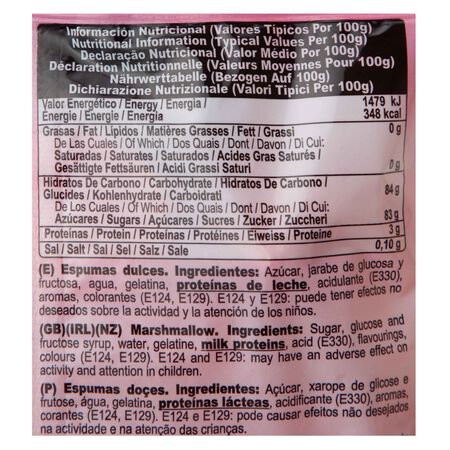 Información Nutricional (Valores Típicos Por 100g)
Nutritional Information (Typical Values Per 100g)
Declaração Nutricional (Valor Médio Por 100g)
Déclaration Nutritionnelle (Valeurs Moyennes Pour 100g)
Nährwerttabelle (Bezogen Auf 100g)
Dichiarazione Nutrizionale (Valori Tipici Per 100g)
Valor Energético / Energy / Energia / 1479 kJ
Energie / Energie / Energia 348 kcal
Grasas / Fat / Lípidos / Matières Grasses / Fett / Grassi 0 g
De Las Cuales / Of Which / Dos Quais / Dont / Davon / Di Cui:
Saturadas / Saturates / Saturados / Acides Gras Saturés /
Gesättigte Fettsäuren / Acidi Grassi Saturi 0 g
Hidratos De Carbono / Carbohydrate / Hidratos De Carbono /
Glucides / Kohlenhydrate / Carboidrati 84 g
De Los Cuales / Of Which / Dos Quais / Dont / Davon / Di Cui:
Azúcares / Sugars / Açúcares / Sucres / Zucker / Zuccheri 83 g
Proteínas / Protein / Proteínas / Protéines / Eiweiss / Proteine 3 g
Sal / Salt / Sal / Sel / Salz / Sale 0,10 g
(E) Espumas dulces. Ingredientes: Azúcar, jarabe de glucosa y
fructosa, agua, gelatina, proteínas de leche, acidulante (E330),
aromas, colorantes (E124, E129). E124 y E129: puede tener efectos no
deseados sobre la actividad y la atención de los niños.
(GB)(IRL)(NZ) Marshmallow. Ingredients: Sugar, glucose and
fructose syrup, water, gelatine, milk proteins, acid (E330), flavourings,
colours (E124, E129). E124 and E129: may have an adverse effect on
activity and attention in children.
(P) Espumas doçes. Ingredientes: Açúcar, xarope de glicose e
frutose, água, gelatina, proteínas lácteas, acidificante (E330), aromas,
corantes (E124, E129). E124 e E129: pode causar efeitos não desejados
na actividade e na atenção das crianças.